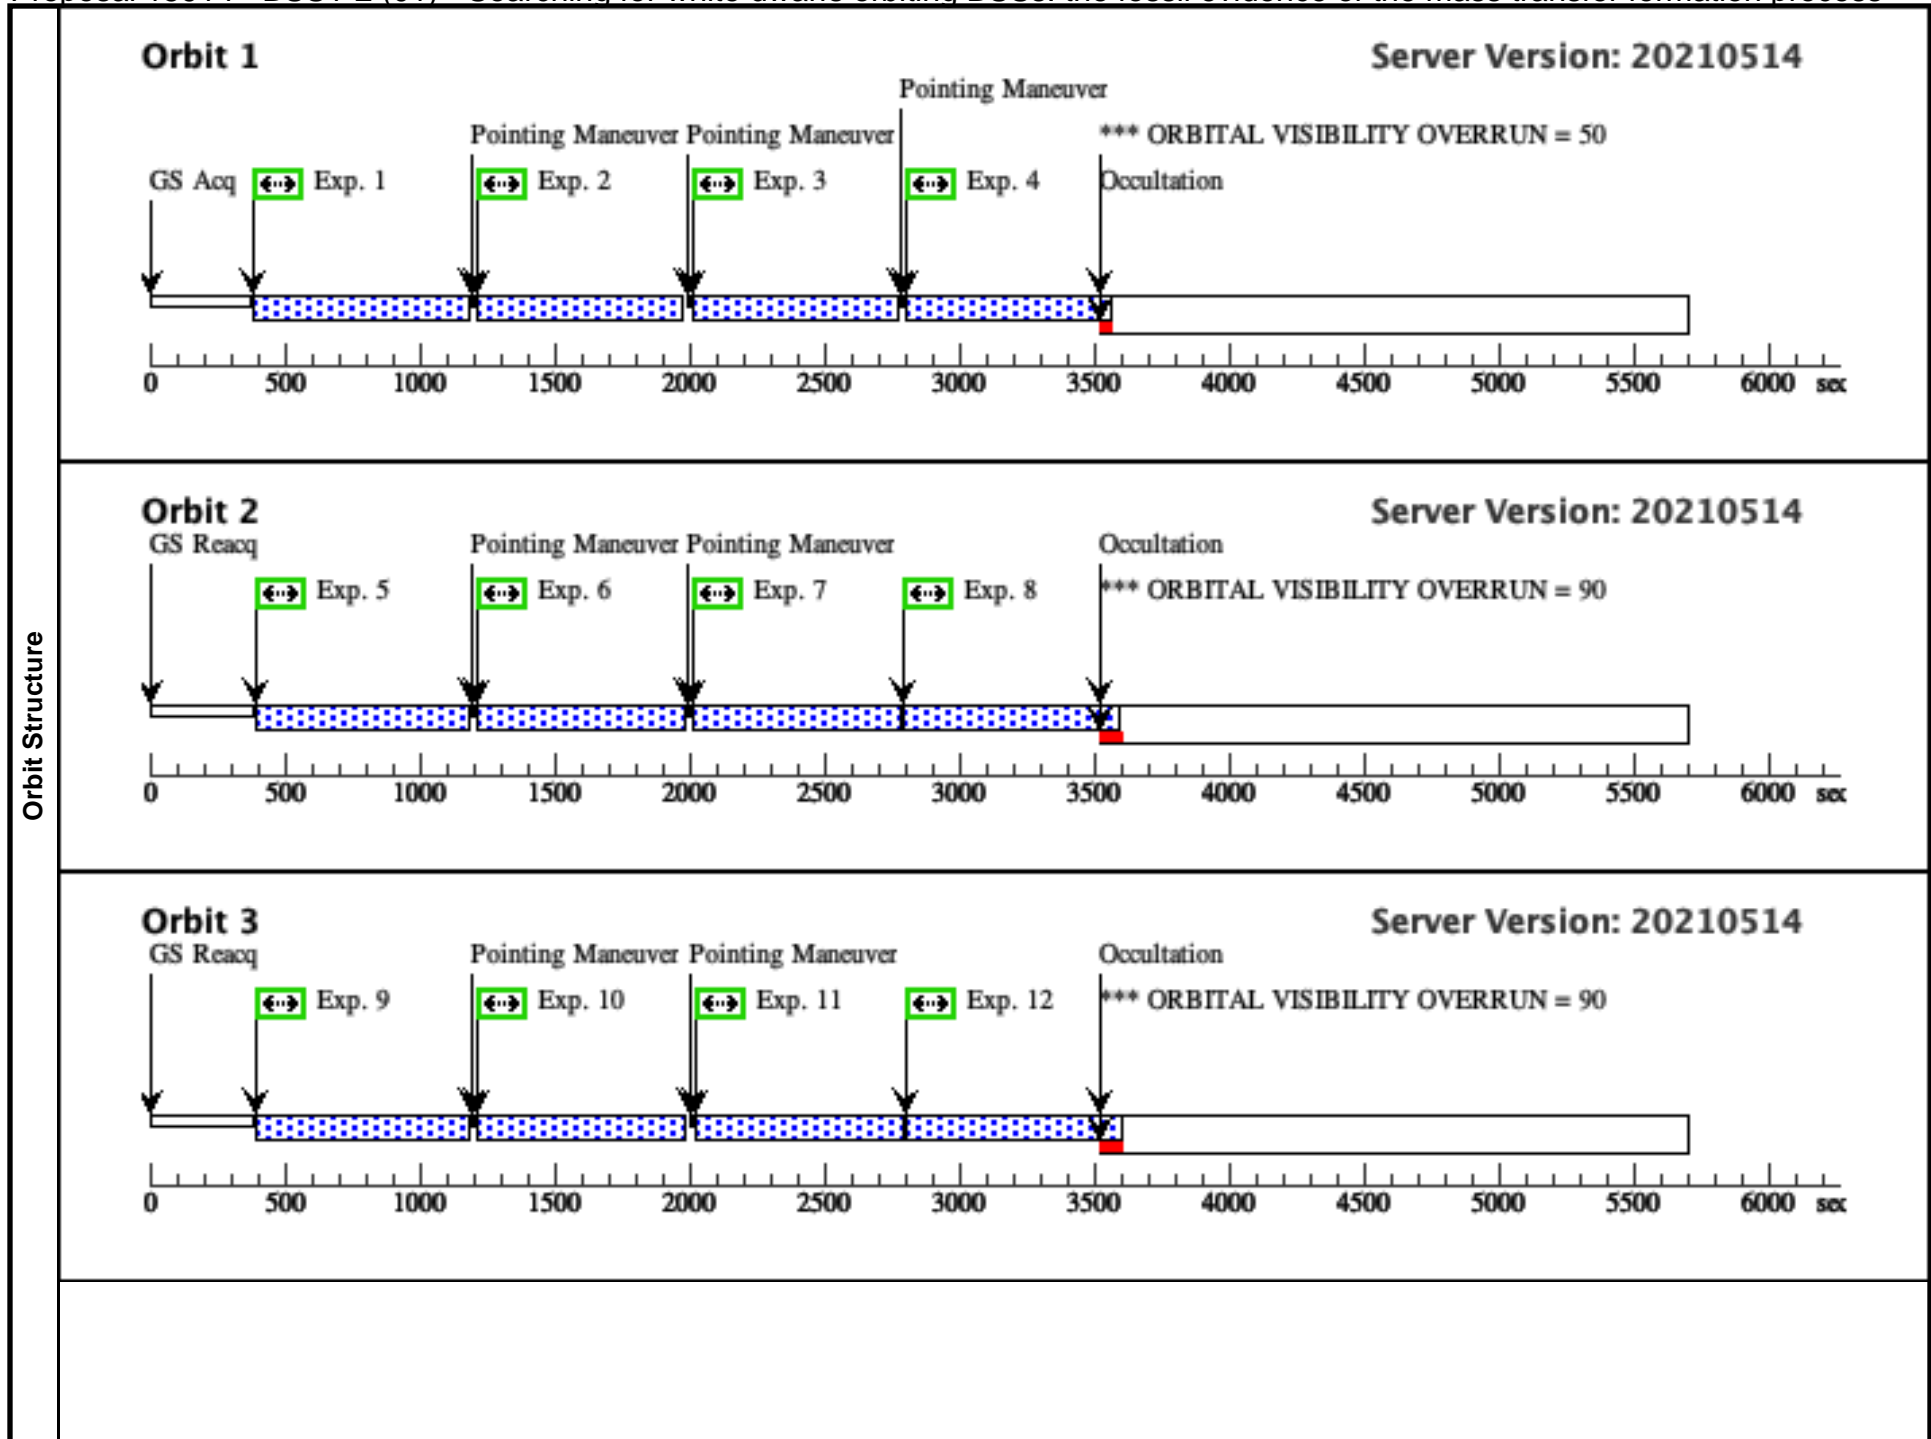 Orbit Structure
Orbit 1 Server Version: 20210514
Pointing Maneuver
Pointing Maneuver Pointing Maneuver *** ORBITAL VISIBILITY OVERRUN = 50
GS Acq Exp. 1 Exp. 2 Exp. 3 Exp. 4 Occultation
0 500 1000 1500 2000 2500 3000 3500 4000 4500 5000 5500 6000 sec
Orbit 2 Server Version: 20210514
GS Reacq Pointing Maneuver Pointing Maneuver Occultation
Exp. 5 Exp. 6 Exp. 7 Exp. 8 *** ORBITAL VISIBILITY OVERRUN = 90
0 500 1000 1500 2000 2500 3000 3500 4000 4500 5000 5500 6000 sec
Orbit 3 Server Version: 20210514
GS Reacq Pointing Maneuver Pointing Maneuver Occultation
Exp. 9 Exp. 10 Exp. 11 Exp. 12 *** ORBITAL VISIBILITY OVERRUN = 90
0 500 1000 1500 2000 2500 3000 3500 4000 4500 5000 5500 6000 sec